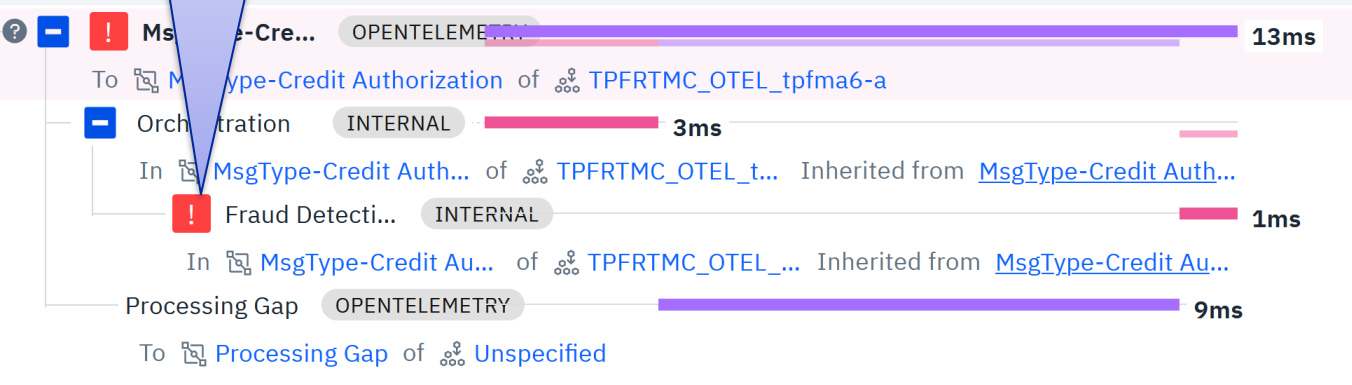 ? ! Ms e-Cre... OPENTELEMETRY 13ms
To M ype-Credit Authorization of TPFRTMC_OTEL_tpfma6-a
Orch tration INTERNAL 3ms
In MsgType-Credit Auth... of TPFRTMC_OTEL_t... Inherited from MsgType-Credit Auth...
! Fraud Detecti... INTERNAL 1ms
In MsgType-Credit Au... of TPFRTMC_OTEL_... Inherited from MsgType-Credit Au...
Processing Gap OPENTELEMETRY 9ms
To Processing Gap of Unspecified